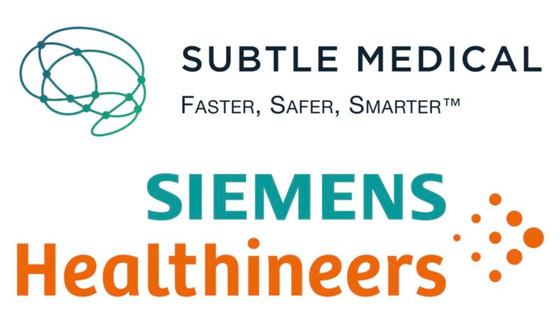 SUBTLE MEDICAL
FASTER, SAFER, SMARTER™
SIEMENS
Healthineers